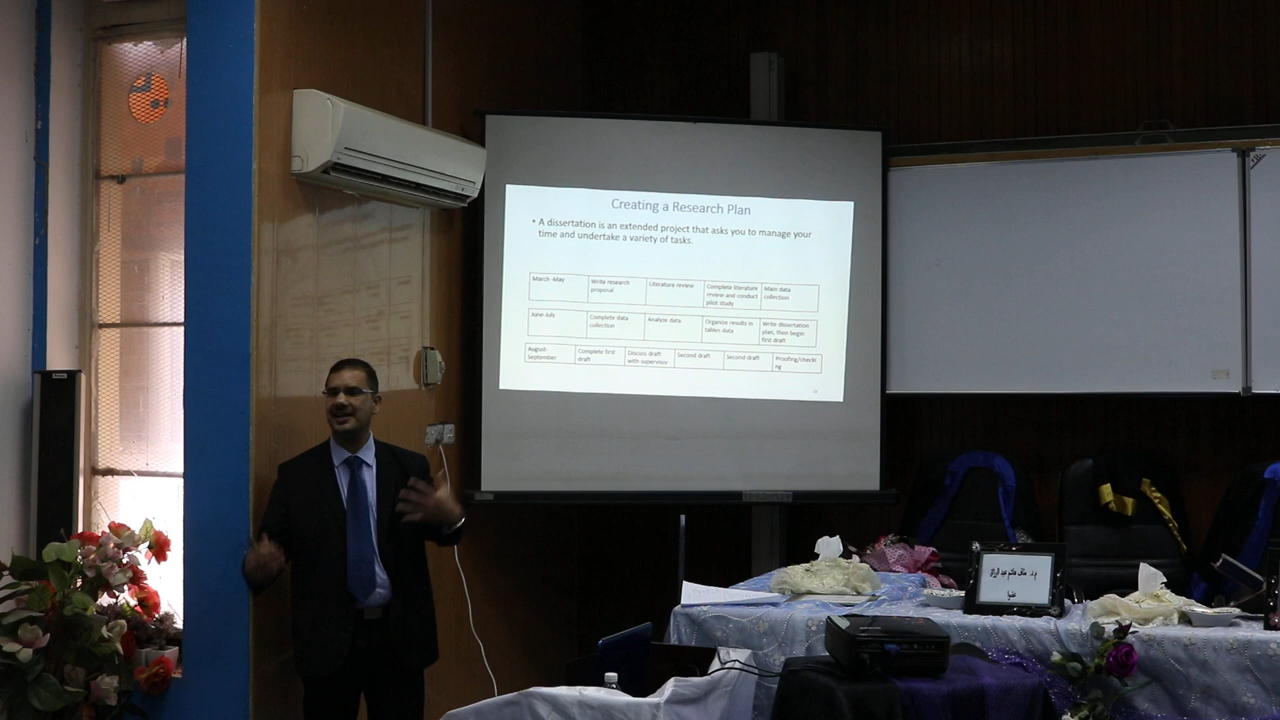 Creating a Research Plan
• A dissertation is an extended project that asks you to manage your
time and undertake a variety of tasks.
March -May
Write research
proposal
Literature review
Complete literature
review and conduct
pilot study
Main data
collection
June July
Complete data
collection
Analyze data
Organize results in
tables data
Write dissertation
plan, then begin
first draft
August-
September
Complete first
draft
Discuss draft
with supervisor
Second draft
Second draft
Proofing/checki
ng